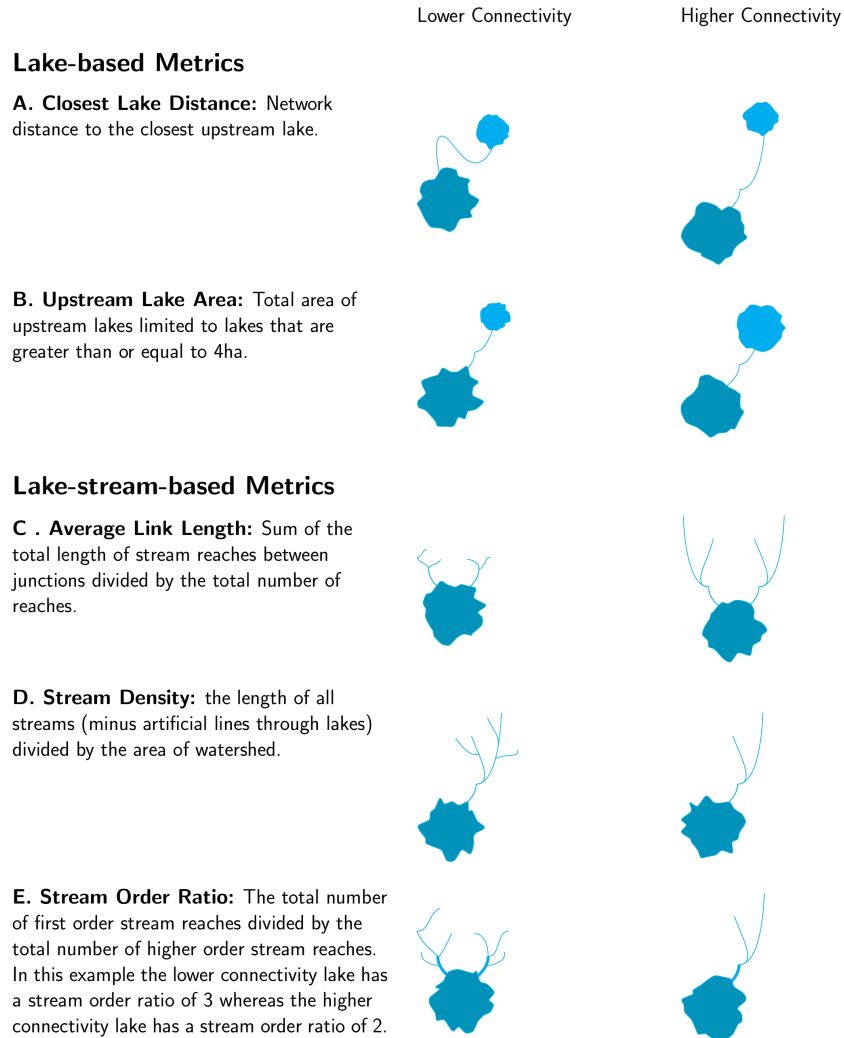 Lower Connectivity
Higher Connectivity
Lake-based Metrics
A. Closest Lake Distance: Network
distance to the closest upstream lake.
B. Upstream Lake Area: Total area of
upstream lakes limited to lakes that are
greater than or equal to 4ha.
Lake-stream-based Metrics
C . Average Link Length: Sum of the
total length of stream reaches between
junctions divided by the total number of
reaches.
D. Stream Density: the length of all
streams (minus artificial lines through lakes)
divided by the area of watershed.
E. Stream Order Ratio: The total number
of first order stream reaches divided by the
total number of higher order stream reaches.
In this example the lower connectivity lake has
a stream order ratio of 3 whereas the higher
connectivity lake has a stream order ratio of 2.